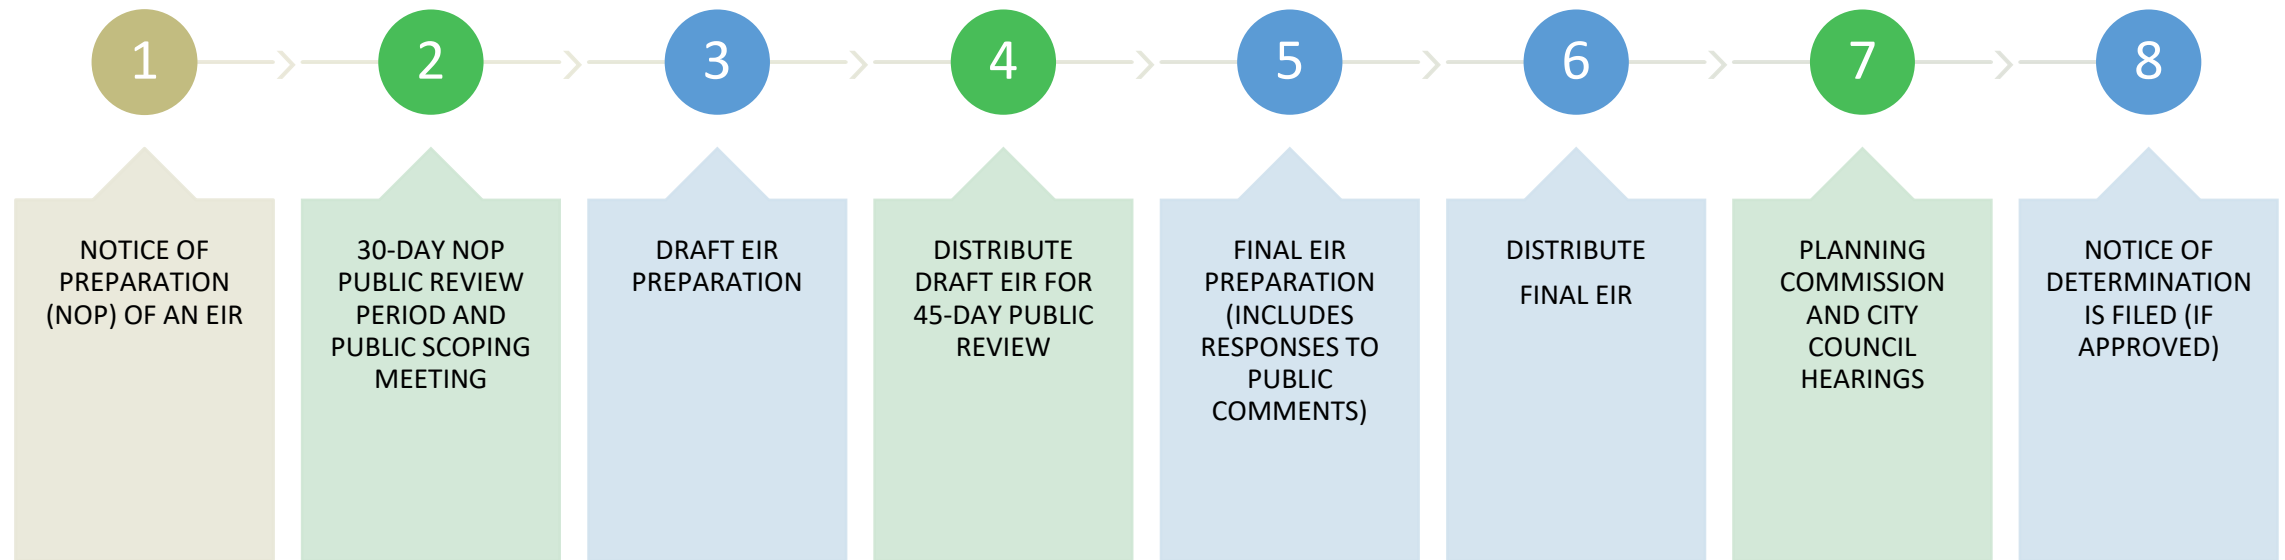 1
2
3
4
5
6
7
8
NOTICE OF
PREPARATION
(NOP) OF AN EIR
30-DAY NOP
PUBLIC REVIEW
PERIOD AND
PUBLIC SCOPING
MEETING
DRAFT EIR
PREPARATION
DISTRIBUTE
DRAFT EIR FOR
45-DAY PUBLIC
REVIEW
FINAL EIR
PREPARATION
(INCLUDES
RESPONSES TO
PUBLIC
COMMENTS)
DISTRIBUTE
FINAL EIR
PLANNING
COMMISSION
AND CITY
COUNCIL
HEARINGS
NOTICE OF
DETERMINATION
IS FILED (IF
APPROVED)